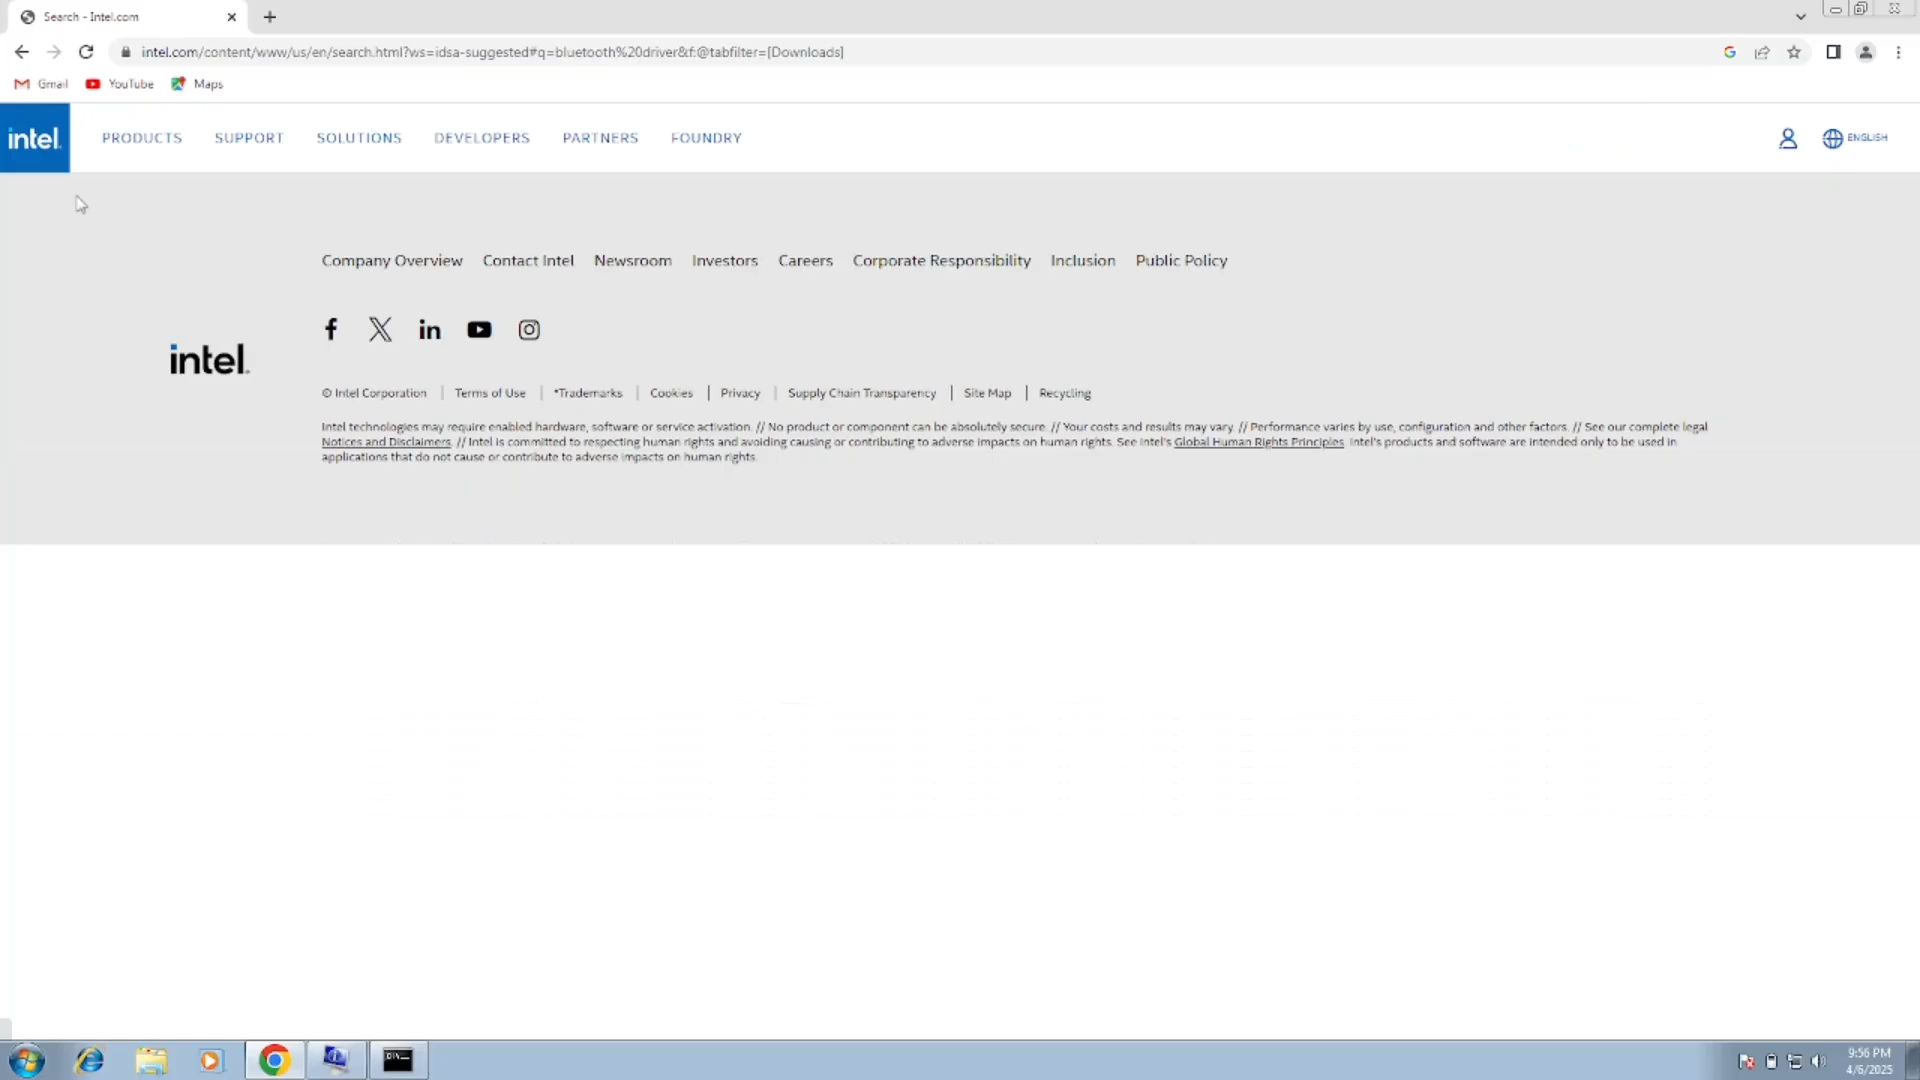 Search - Intel.com
intel.com/content/www/us/en/search.html?ws=idsa-suggested#q=bluetooth%20driver&f:@tabfilter=[Downloads]
Gmail YouTube Maps
intel. PRODUCTS SUPPORT SOLUTIONS DEVELOPERS PARTNERS FOUNDRY ENGLISH
Company Overview Contact Intel Newsroom Investors Careers Corporate Responsibility Inclusion Public Policy
intel.
© Intel Corporation | Terms of Use | *Trademarks | Cookies | Privacy | Supply Chain Transparency | Site Map | Recycling
Intel technologies may require enabled hardware, software or service activation. // No product or component can be absolutely secure. // Your costs and results may vary. // Performance varies by use, configuration and other factors. // See our complete legal
Notices and Disclaimers. // Intel is committed to respecting human rights and avoiding causing or contributing to adverse impacts on human rights. See Intel's Global Human Rights Principles. Intel's products and software are intended only to be used in
applications that do not cause or contribute to adverse impacts on human rights.
9:56 PM
4/6/2025